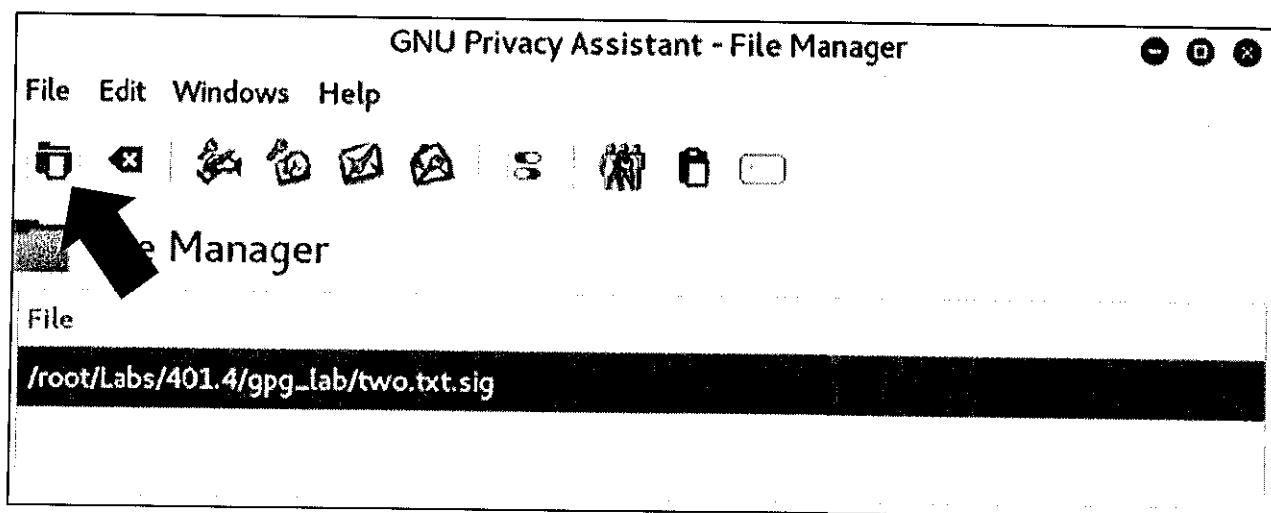 GNU Privacy Assistant - File Manager
File Edit Windows Help
Manager
File
/root/Labs/401.4/gpg_lab/two.txt.sig